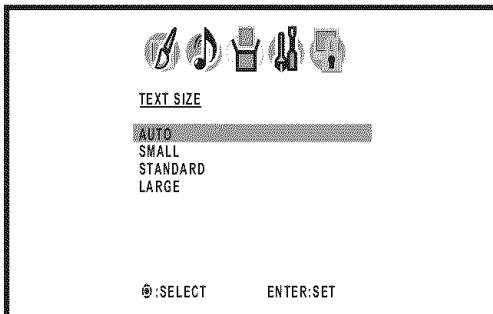 TEXT SIZE
AUTO
SMALL
STANDARD
LARGE
:SELECT ENTER:SET